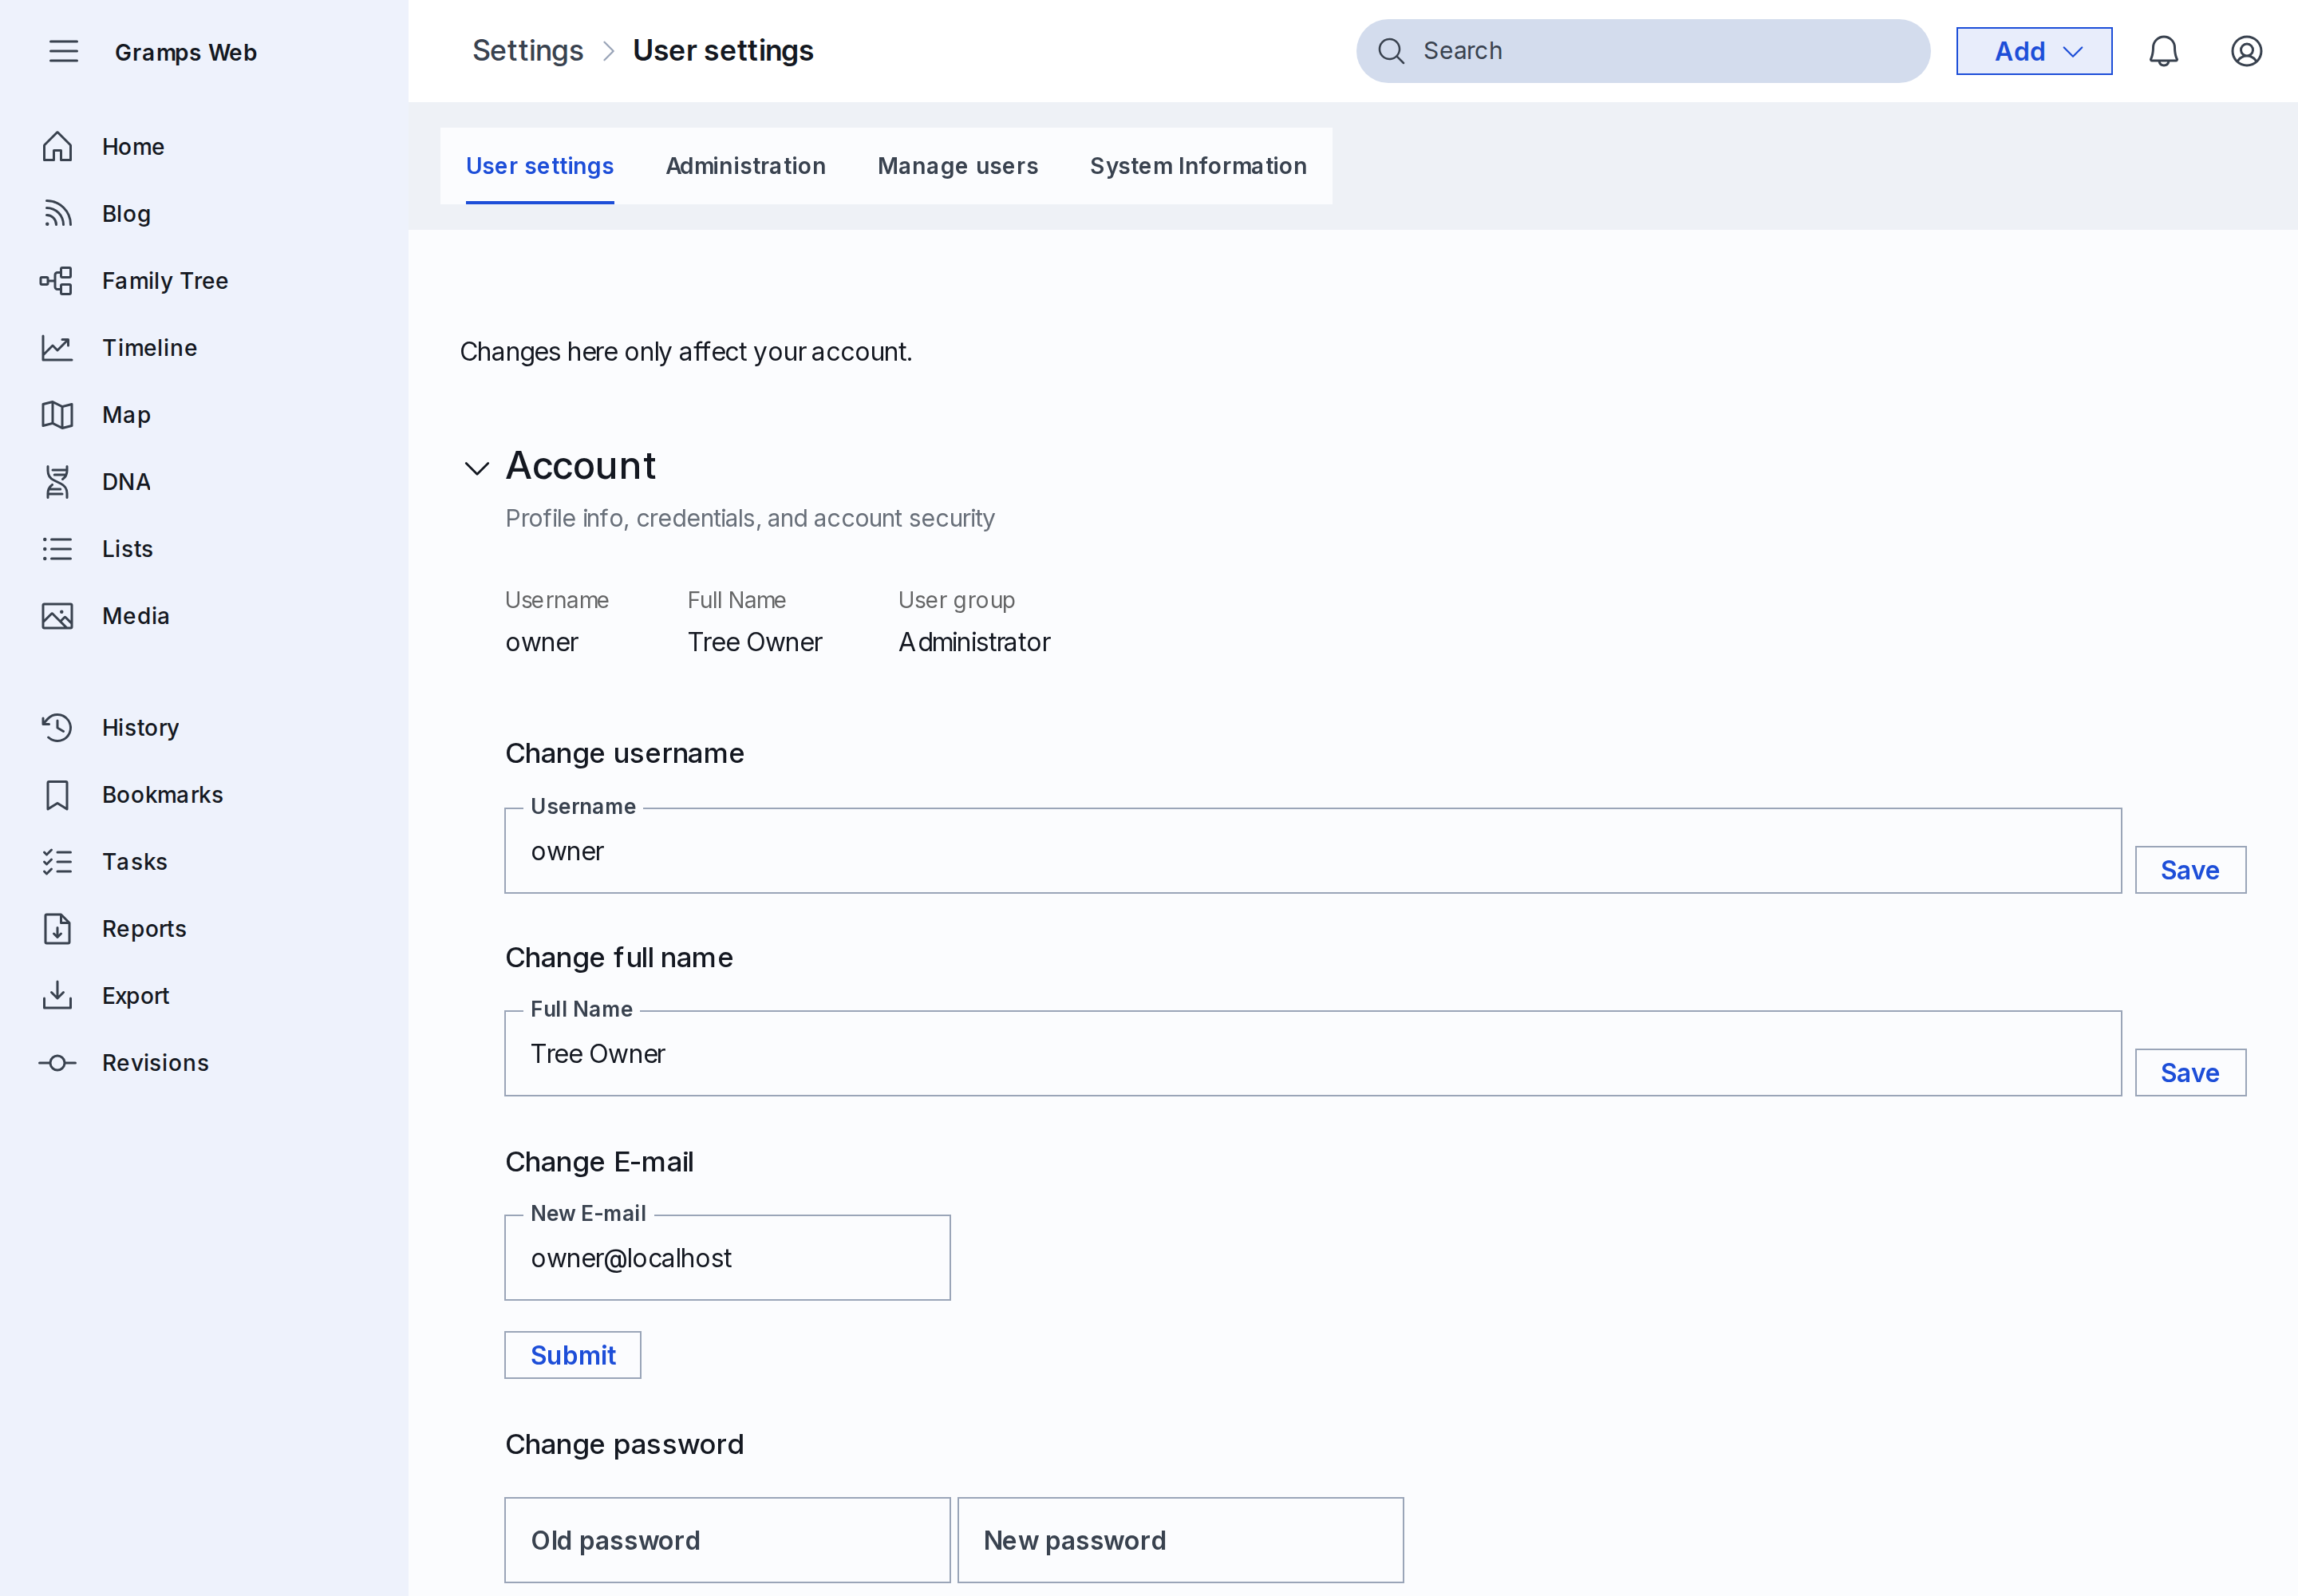 Gramps Web
Home
Blog
Family Tree
Timeline
Map
DNA
Lists
Media
History
Bookmarks
Tasks
Reports
Export
Revisions
Settings > User settings
Search
Add
User settings Administration Manage users System Information
Changes here only affect your account.
Account
Profile info, credentials, and account security
Username Full Name User group
owner Tree Owner Administrator
Change username
Username
owner
Save
Change full name
Full Name
Tree Owner
Save
Change E-mail
New E-mail
owner@localhost
Submit
Change password
Old password New password